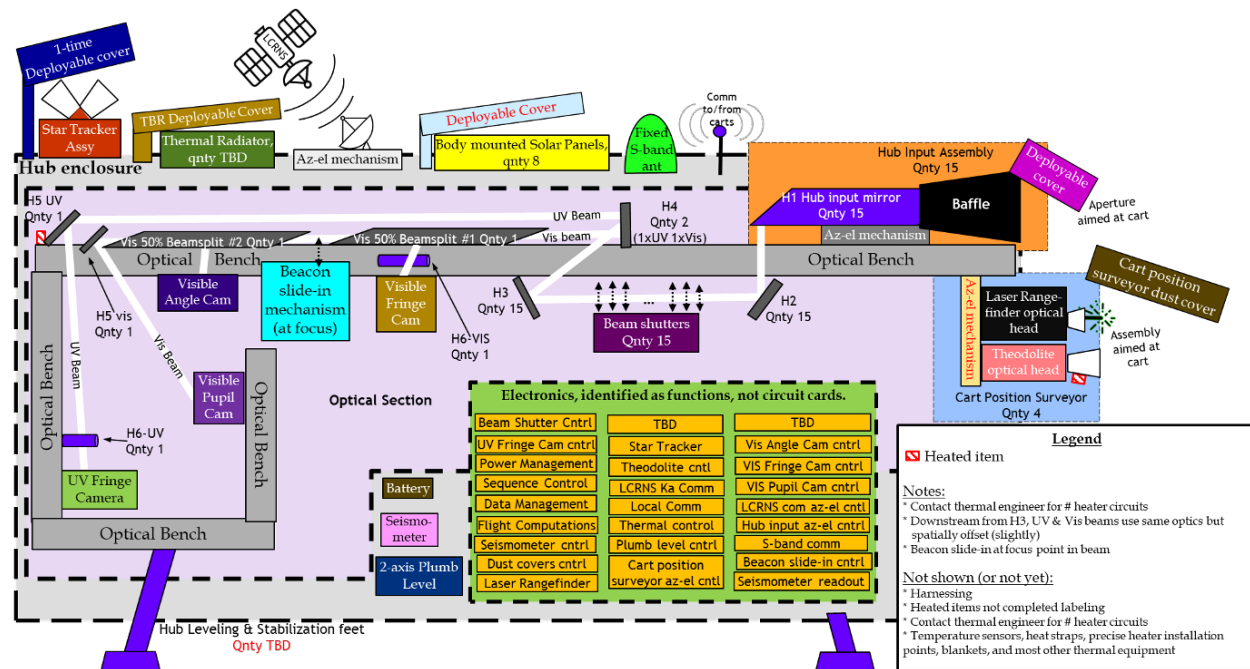 1-time
Deployable cover
LCRNS
Star Tracker
Assy
TBR Deployable Cover
Thermal Radiator,
qnty TBD
Az-el mechanism
Deployable Cover
Body mounted Solar Panels,
qnty 8
Fixed
S-band
ant
Comm
to/from
carts
Hub enclosure
Hub Input Assembly
Qnty 15
Deployable
cover
H1 Hub input mirror
Qnty 15
Baffle
Az-el mechanism
Aperture
aimed at cart
H5 UV
Qnty 1
UV Beam
H4
Qnty 2
(1xUV 1xVis)
Vis 50% Beamsplit #2 Qnty 1
Vis 50% Beamsplit #1 Qnty 1
Vis beam
Optical Bench
Optical Bench
Visible
Angle Cam
Beacon
slide-in
mechanism
(at focus)
Visible
Fringe
Cam
H6-VIS
Qnty 1
H3
Qnty 15
...
H2
Qnty 15
Beam shutters
Qnty 15
H5 vis
Qnty 1
UV Beam
Vis Beam
Optical Bench
Visible
Pupil Cam
Optical Bench
H6-UV
Qnty 1
UV Fringe
Camera
Optical Bench
Optical Section
Az-el mechanism
Laser Range-
finder optical
head
Theodolite
optical head
Cart position
surveyor dust cover
Assembly
aimed at
cart
Cart Position Surveyor
Qnty 4
Battery
Seismo-
meter
2-axis Plumb
Level
Electronics, identified as functions, not circuit cards.
Beam Shutter Cntrl
UV Fringe Cam cntrl
Power Management
Sequence Control
Data Management
Flight Computations
Seismometer cntrl
Dust covers cntrl
Laser Rangefinder
TBD
Star Tracker
Theodolite cntl
LCRNS Ka Comm
Local Comm
Thermal control
Plumb level cntrl
Cart position
surveyor az-el cntl
TBD
Vis Angle Cam cntrl
VIS Fringe Cam cntrl
VIS Pupil Cam cntrl
LCRNS com az-el cntl
Hub input az-el cntrl
S-band comm
Beacon slide-in cntrl
Seismometer readout
Hub Leveling & Stabilization feet
Qnty TBD
Legend
Heated item
Notes:
* Contact thermal engineer for # heater circuits
* Downstream from H3, UV & Vis beams use same optics but
spatially offset (slightly)
* Beacon slide-in at focus point in beam
Not shown (or not yet):
* Harnessing
* Heated items not completed labeling
* Contact thermal engineer for # heater circuits
* Temperature sensors, heat straps, precise heater installation
points, blankets, and most other thermal equipment